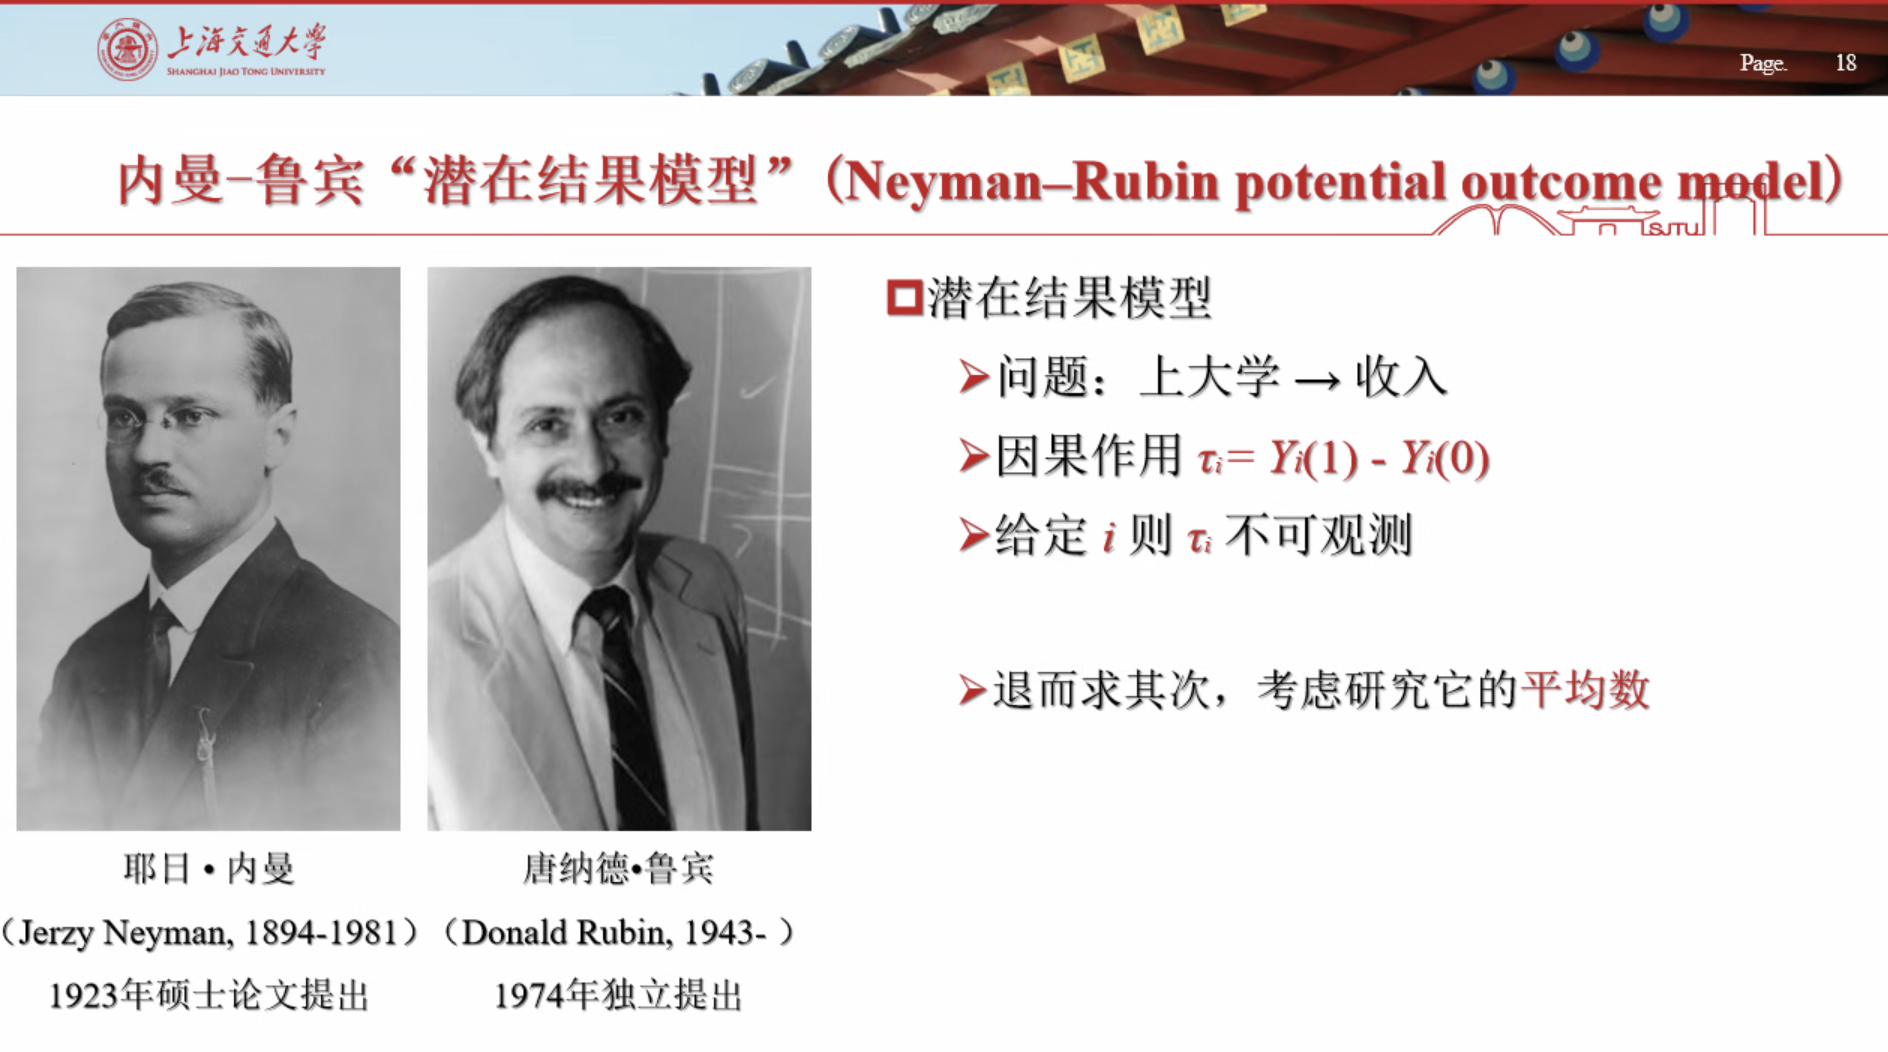 上海交通大学
SHANGHAI JIAO TONG UNIVERSITY
Page. 18
内曼-鲁宾“潜在结果模型”（Neyman–Rubin potential outcome model）
SJTU
潜在结果模型
问题：上大学 → 收入
因果作用 τi= Yi(1) - Yi(0)
给定 i 则 τi 不可观测
退而求其次，考虑研究它的平均数
耶日・内曼
（Jerzy Neyman, 1894-1981）
1923年硕士论文提出
唐纳德•鲁宾
（Donald Rubin, 1943- ）
1974年独立提出